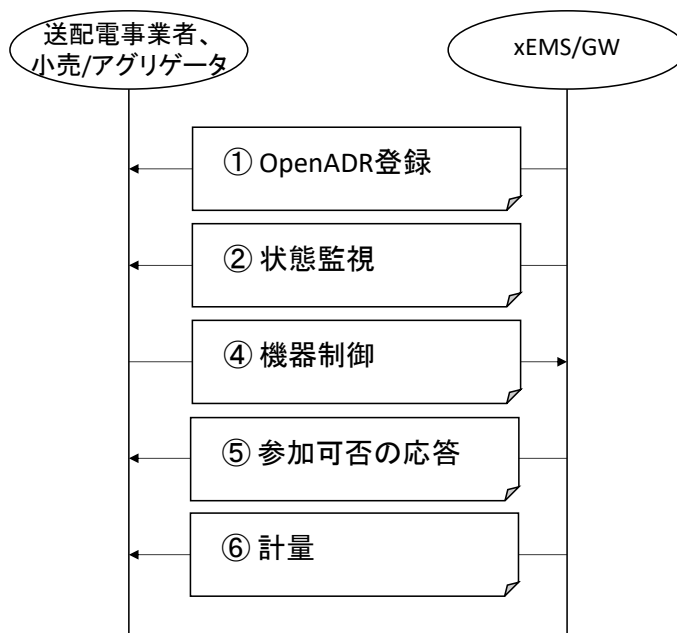 送配電事業者、
小売/アグリゲータ
xEMS/GW
① OpenADR登録
② 状態監視
④ 機器制御
⑤ 参加可否の応答
⑥ 計量